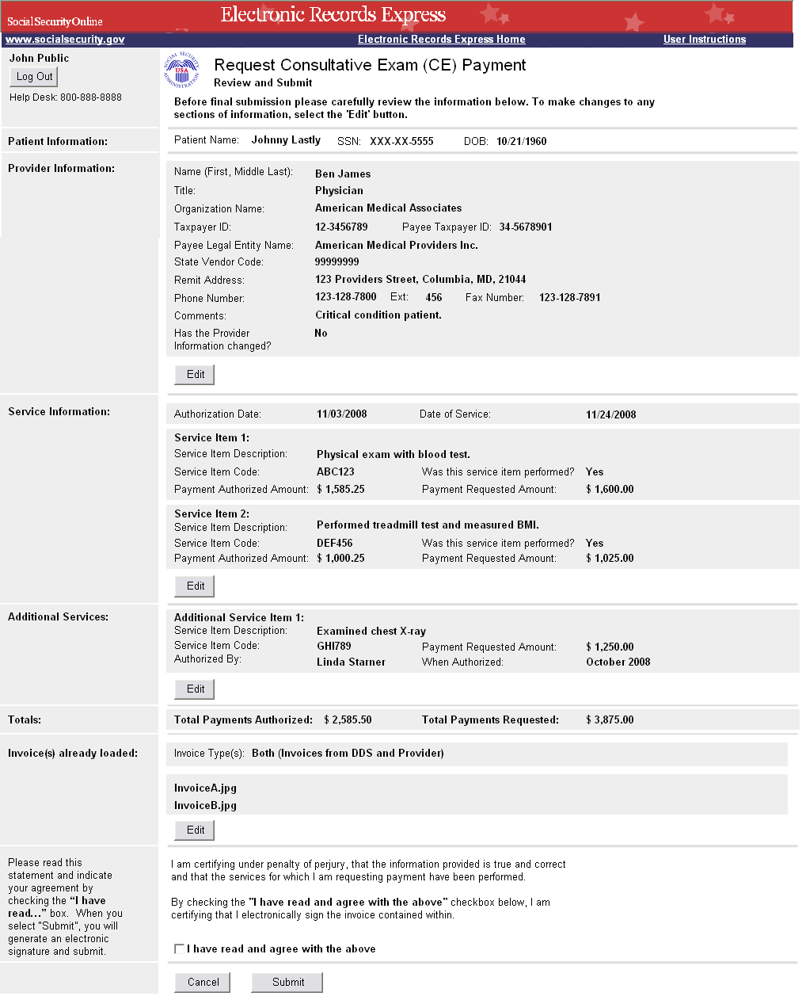 Social Security Online
Electronic Records Express
www.socialsecurity.gov Electronic Records Express Home User Instructions
John Public
Log Out
Help Desk: 800-888-8888
SOCIAL SECURITY ADMINISTRATION
USA
Request Consultative Exam (CE) Payment
Review and Submit
Before final submission please carefully review the information below. To make changes to any
sections of information, select the 'Edit' button.
Patient Information:
Patient Name: Johnny Lastly SSN: XXX-XX-5555 DOB: 10/21/1960
Provider Information:
Name (First, Middle Last): Ben James
Title: Physician
Organization Name: American Medical Associates
Taxpayer ID: 12-3456789 Payee Taxpayer ID: 34-5678901
Payee Legal Entity Name: American Medical Providers Inc.
State Vendor Code: 99999999
Remit Address: 123 Providers Street, Columbia, MD, 21044
Phone Number: 123-128-7800 Ext: 456 Fax Number: 123-128-7891
Comments: Critical condition patient.
Has the Provider No
Information changed?
Edit
Service Information:
Authorization Date: 11/03/2008 Date of Service: 11/24/2008
Service Item 1:
Service Item Description: Physical exam with blood test.
Service Item Code: ABC123 Was this service item performed? Yes
Payment Authorized Amount: $ 1,585.25 Payment Requested Amount: $ 1,600.00
Service Item 2:
Service Item Description: Performed treadmill test and measured BMI.
Service Item Code: DEF456 Was this service item performed? Yes
Payment Authorized Amount: $ 1,000.25 Payment Requested Amount: $ 1,025.00
Edit
Additional Services:
Additional Service Item 1:
Service Item Description: Examined chest X-ray
Service Item Code: GHI789 Payment Requested Amount: $ 1,250.00
Authorized By: Linda Starner When Authorized: October 2008
Edit
Totals:
Total Payments Authorized: $ 2,585.50 Total Payments Requested: $ 3,875.00
Invoice(s) already loaded:
Invoice Type(s): Both (Invoices from DDS and Provider)
InvoiceA.jpg
InvoiceB.jpg
Edit
Please read this
statement and indicate
your agreement by
checking the “I have
read…” box. When you
select “Submit”, you will
generate an electronic
signature and submit.
I am certifying under penalty of perjury, that the information provided is true and correct
and that the services for which I am requesting payment have been performed.
By checking the "I have read and agree with the above" checkbox below, I am
certifying that I electronically sign the invoice contained within.
I have read and agree with the above
Cancel Submit